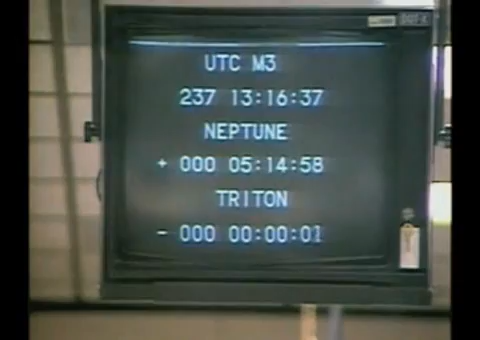 UTC M3
237 13:16:37
NEPTUNE
+ 000 05:14:58
TRITON
- 000 00:00:01